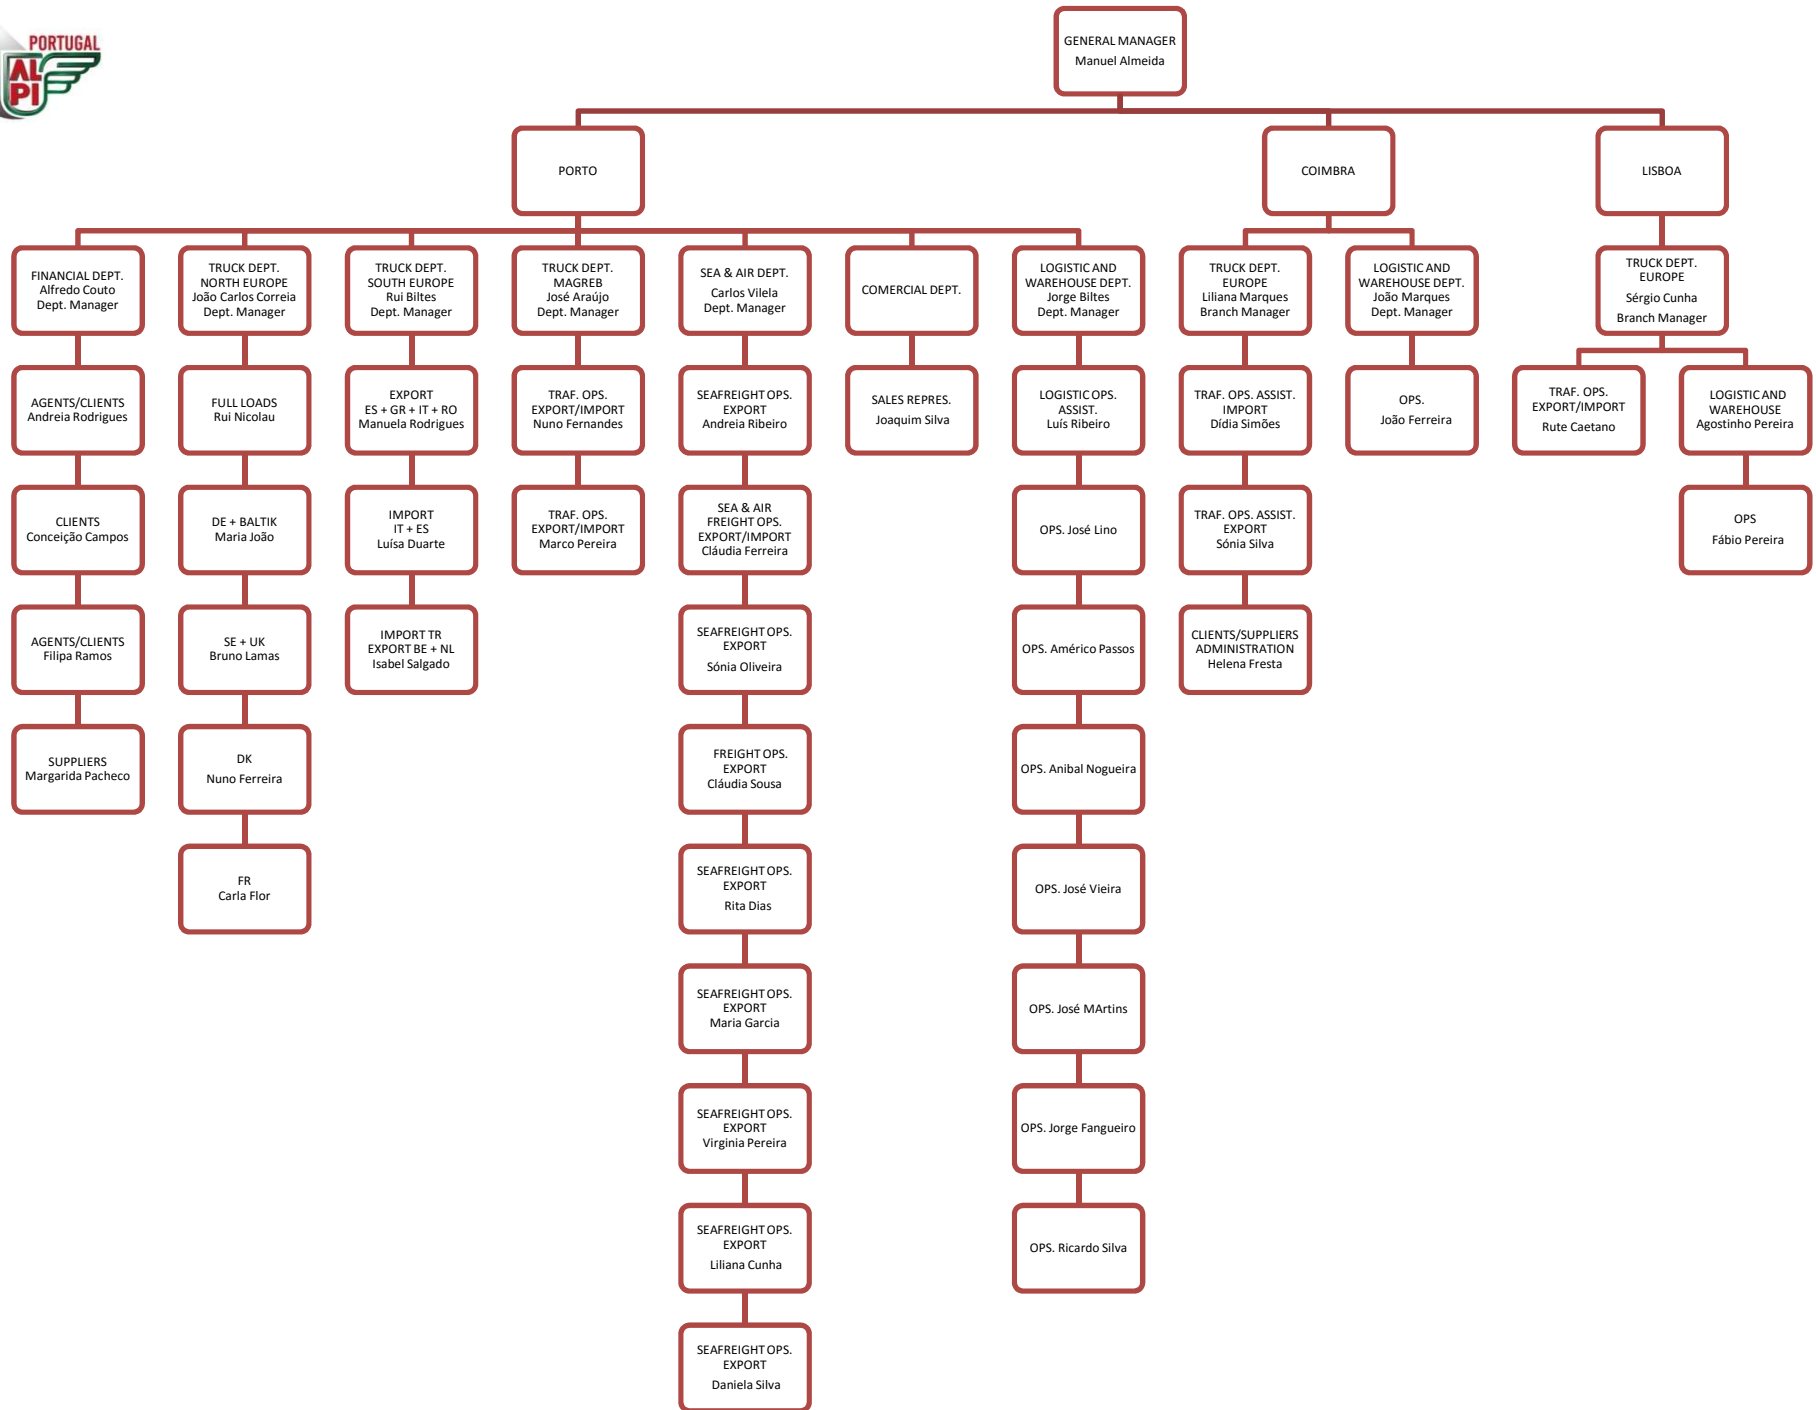 PORTUGAL
AL
PI
GENERAL MANAGER
Manuel Almeida
PORTO
COIMBRA
LISBOA
FINANCIAL DEPT.
Alfredo Couto
Dept. Manager
TRUCK DEPT.
NORTH EUROPE
João Carlos Correia
Dept. Manager
TRUCK DEPT.
SOUTH EUROPE
Rui Biltes
Dept. Manager
TRUCK DEPT.
MAGREB
José Araújo
Dept. Manager
SEA & AIR DEPT.
Carlos Vilela
Dept. Manager
COMERCIAL DEPT.
LOGISTIC AND
WAREHOUSE DEPT.
Jorge Biltes
Dept. Manager
TRUCK DEPT.
EUROPE
Liliana Marques
Branch Manager
LOGISTIC AND
WAREHOUSE DEPT.
João Marques
Dept. Manager
TRUCK DEPT.
EUROPE
Sérgio Cunha
Branch Manager
AGENTS/CLIENTS
Andreia Rodrigues
FULL LOADS
Rui Nicolau
EXPORT
ES + GR + IT + RO
Manuela Rodrigues
TRAF. OPS.
EXPORT/IMPORT
Nuno Fernandes
SEAFREIGHT OPS.
EXPORT
Andreia Ribeiro
SALES REPRES.
Joaquim Silva
LOGISTIC OPS.
ASSIST.
Luís Ribeiro
TRAF. OPS. ASSIST.
IMPORT
Dídia Simões
OPS.
João Ferreira
TRAF. OPS.
EXPORT/IMPORT
Rute Caetano
LOGISTIC AND
WAREHOUSE
Agostinho Pereira
CLIENTS
Conceição Campos
DE + BALTIK
Maria João
IMPORT
IT + ES
Luísa Duarte
TRAF. OPS.
EXPORT/IMPORT
Marco Pereira
SEA & AIR
FREIGHT OPS.
EXPORT/IMPORT
Cláudia Ferreira
OPS. José Lino
TRAF. OPS. ASSIST.
EXPORT
Sónia Silva
OPS
Fábio Pereira
AGENTS/CLIENTS
Filipa Ramos
SE + UK
Bruno Lamas
IMPORT TR
EXPORT BE + NL
Isabel Salgado
SEAFREIGHT OPS.
EXPORT
Sónia Oliveira
OPS. Américo Passos
CLIENTS/SUPPLIERS
ADMINISTRATION
Helena Fresta
SUPPLIERS
Margarida Pacheco
DK
Nuno Ferreira
FREIGHT OPS.
EXPORT
Cláudia Sousa
OPS. Anibal Nogueira
FR
Carla Flor
SEAFREIGHT OPS.
EXPORT
Rita Dias
OPS. José Vieira
SEAFREIGHT OPS.
EXPORT
Maria Garcia
OPS. José MArtins
SEAFREIGHT OPS.
EXPORT
Virginia Pereira
OPS. Jorge Fangueiro
SEAFREIGHT OPS.
EXPORT
Liliana Cunha
OPS. Ricardo Silva
SEAFREIGHT OPS.
EXPORT
Daniela Silva